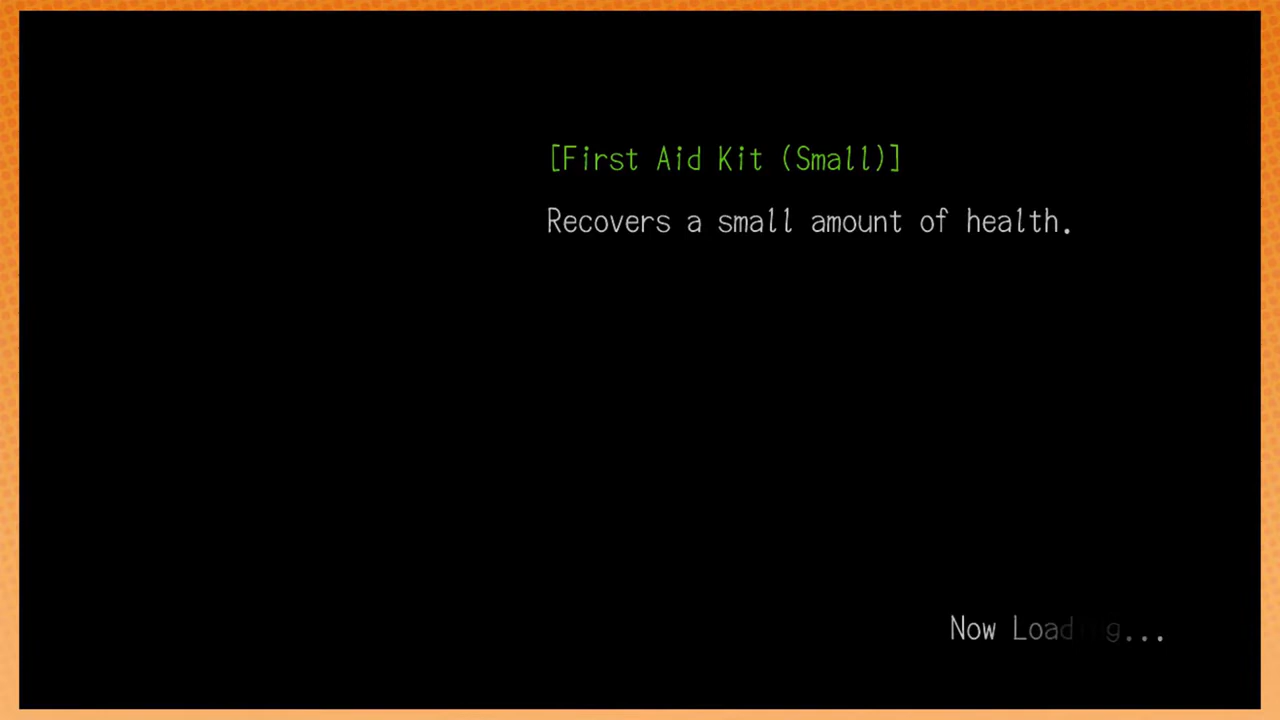 [First Aid Kit (Small)]
Recovers a small amount of health.
Now Loading...